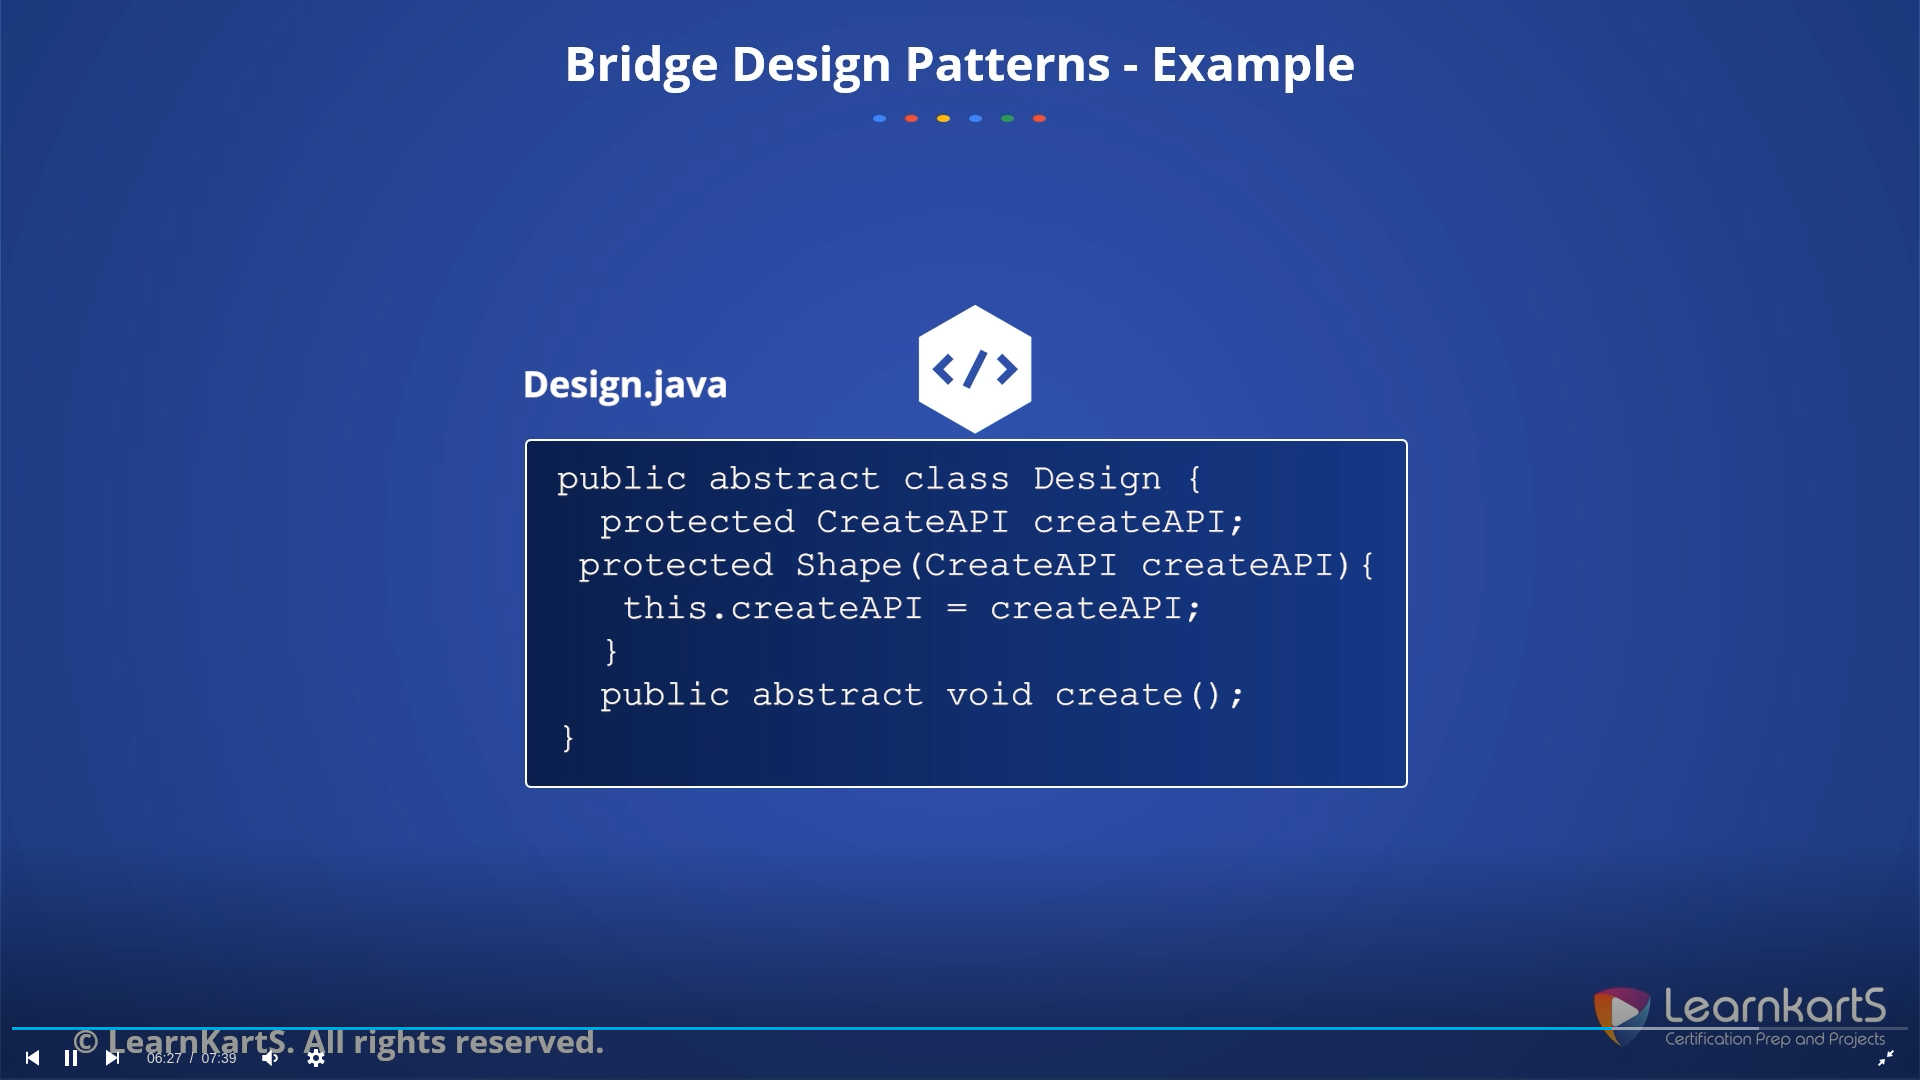 Bridge Design Patterns - Example
Design.java
</>
public abstract class Design {
protected CreateAPI createAPI;
protected Shape(CreateAPI createAPI){
this.createAPI = createAPI;
}
public abstract void create();
}
LearnkartS
Certification Prep and Projects
© LearnKartS. All rights reserved.
06:27 / 07:39